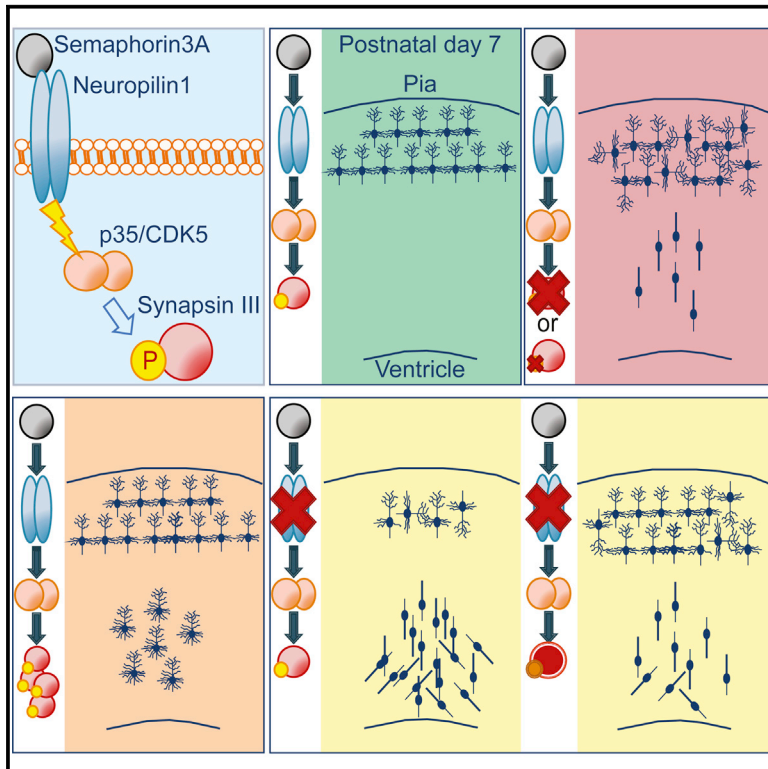 Semaphorin3A
Neuropilin1
p35/CDK5
Synapsin III
P
Postnatal day 7
Pia
Ventricle
or